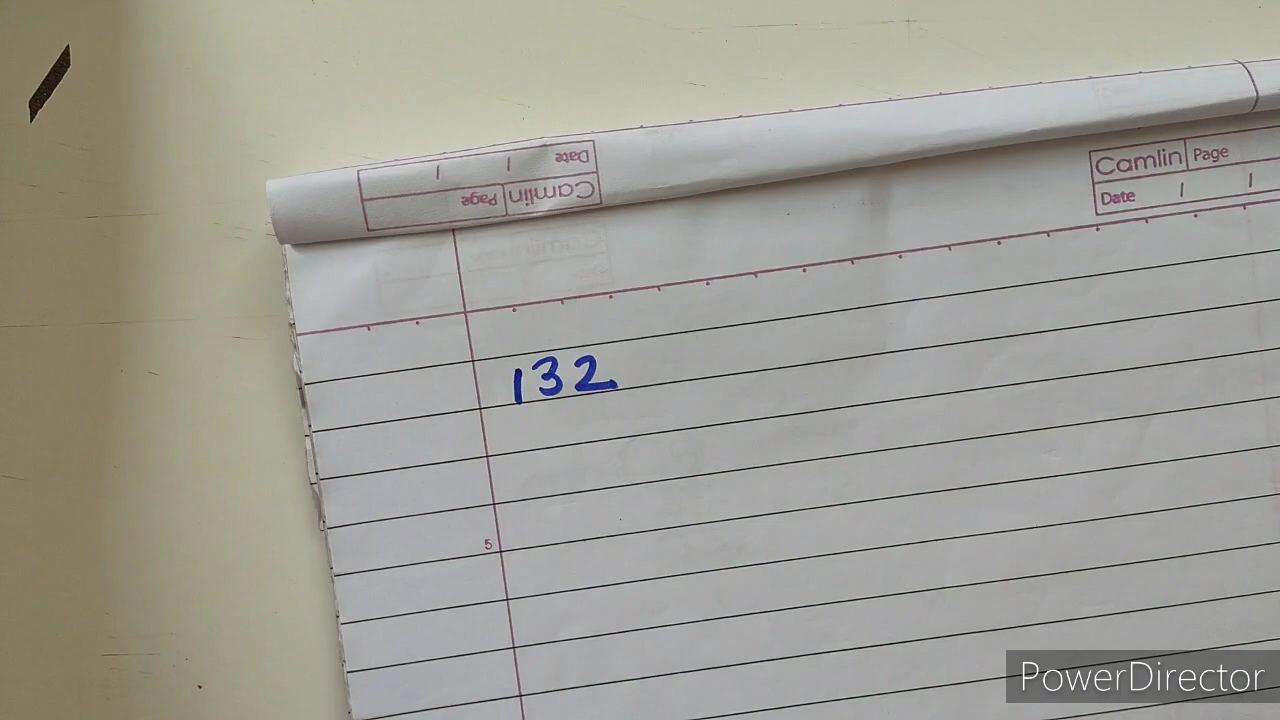 Date / /
Camlin Page
Camlin Page
Date / /
132
5
PowerDirector